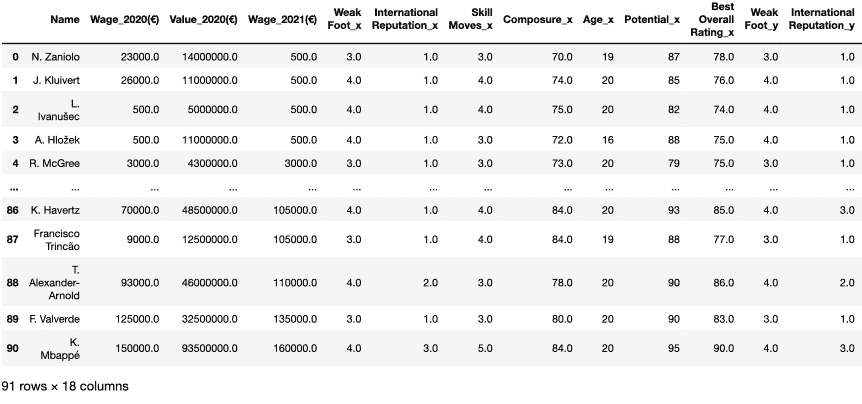 Name Wage_2020(€) Value_2020(€) Wage_2021(€) Weak Foot_x International Reputation_x Skill Moves_x Composure_x Age_x Potential_x Best Overall Rating_x Weak Foot_y International Reputation_y
0 N. Zaniolo 23000.0 14000000.0 500.0 3.0 1.0 3.0 70.0 19 87 78.0 3.0 1.0
1 J. Kluivert 26000.0 11000000.0 500.0 4.0 1.0 4.0 74.0 20 85 76.0 4.0 1.0
2 L. Ivanušec 500.0 5000000.0 500.0 4.0 1.0 4.0 75.0 20 82 74.0 4.0 1.0
3 A. Hložek 500.0 11000000.0 500.0 4.0 1.0 3.0 72.0 16 88 75.0 4.0 1.0
4 R. McGree 3000.0 4300000.0 3000.0 3.0 1.0 3.0 73.0 20 79 75.0 3.0 1.0
... ... ... ... ... ... ... ... ... ... ... ... ... ...
86 K. Havertz 70000.0 48500000.0 105000.0 4.0 1.0 4.0 84.0 20 93 85.0 4.0 3.0
87 Francisco Trincão 9000.0 12500000.0 105000.0 3.0 1.0 4.0 84.0 19 88 77.0 3.0 1.0
88 T. Alexander-Arnold 93000.0 46000000.0 110000.0 4.0 2.0 3.0 78.0 20 90 86.0 4.0 2.0
89 F. Valverde 125000.0 32500000.0 135000.0 3.0 1.0 3.0 80.0 20 90 83.0 3.0 1.0
90 K. Mbappé 150000.0 93500000.0 160000.0 4.0 3.0 5.0 84.0 20 95 90.0 4.0 3.0
91 rows × 18 columns